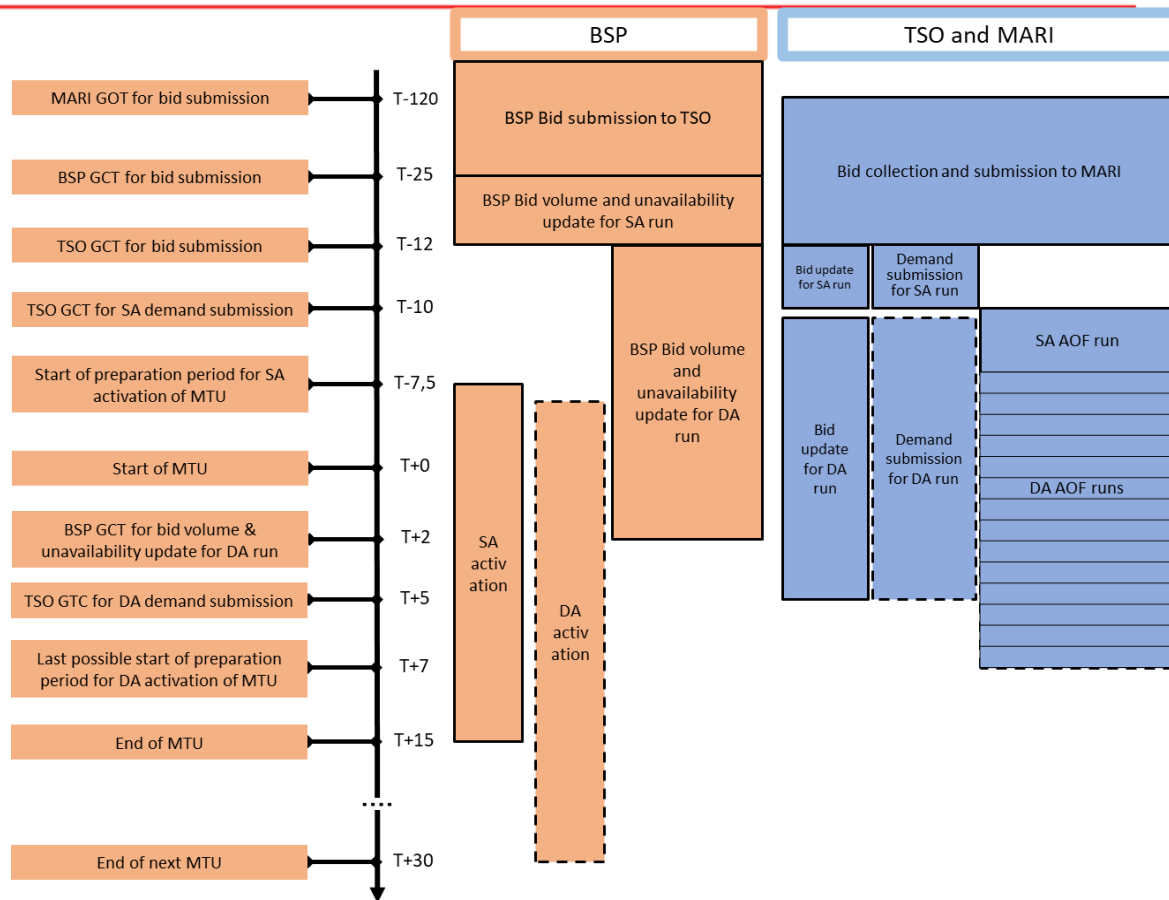 BSP
TSO and MARI
MARI GOT for bid submission
T-120
BSP GCT for bid submission
T-25
TSO GCT for bid submission
T-12
TSO GCT for SA demand submission
T-10
Start of preparation period for SA
activation of MTU
T-7,5
Start of MTU
T+0
BSP GCT for bid volume &
unavailability update for DA run
T+2
TSO GTC for DA demand submission
T+5
Last possible start of preparation
period for DA activation of MTU
T+7
End of MTU
T+15
End of next MTU
T+30
BSP Bid submission to TSO
BSP Bid volume and unavailability
update for SA run
BSP Bid volume
and
unavailability
update for DA
run
SA
activ
ation
DA
activ
ation
Bid collection and submission to MARI
Bid update
for SA run
Demand
submission
for SA run
SA AOF run
Bid
update
for DA
run
Demand
submission
for DA run
DA AOF runs